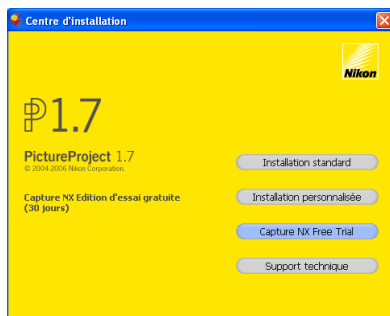 Centre d'installation
Nikon
P1.7
PictureProject 1.7
© 2004-2006 Nikon Corporation.
Installation standard
Capture NX Edition d'essai gratuite
(30 jours)
Installation personnalisée
Capture NX Free Trial
Support technique